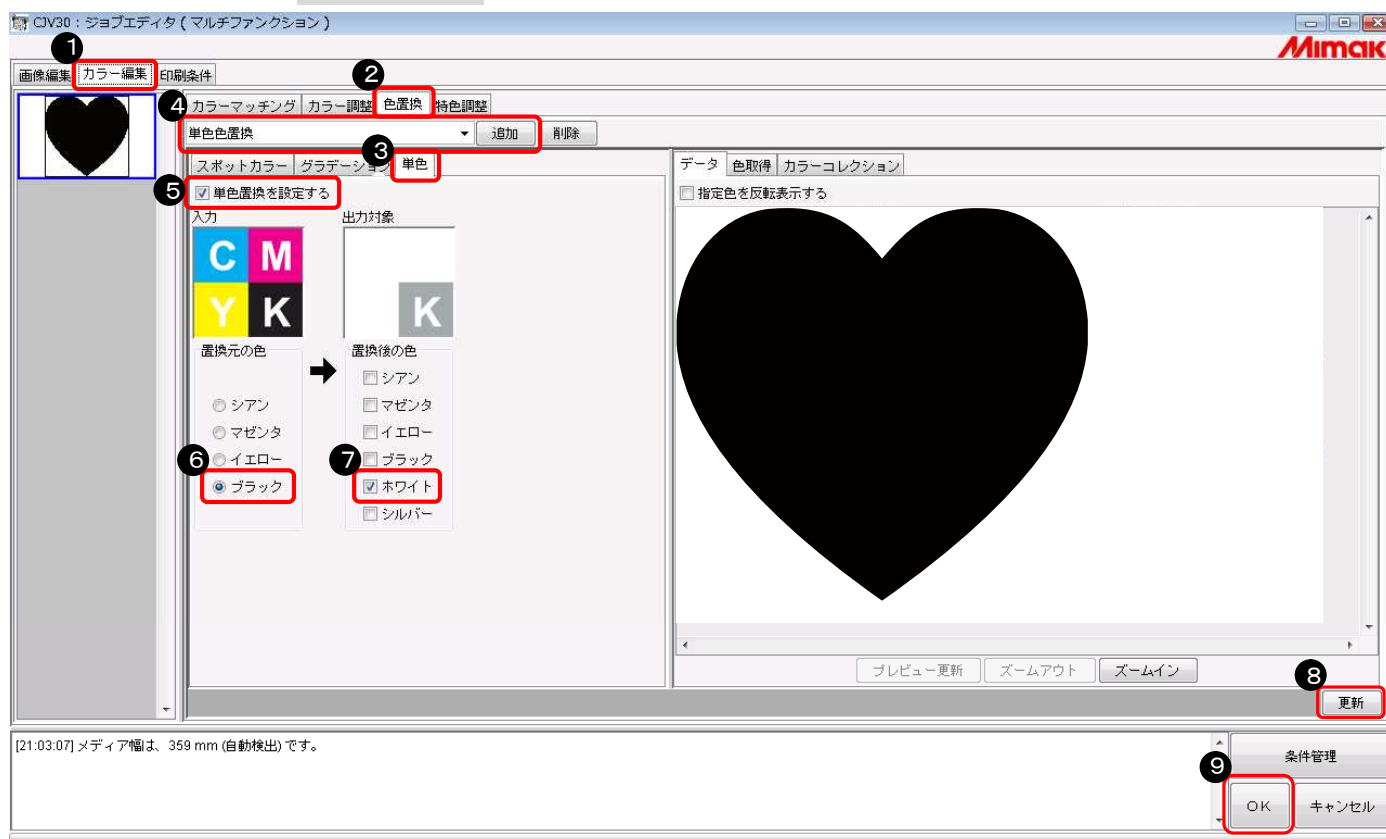 CJV30：ジョブエディタ ( マルチファンクション )
Mimak
1
画像編集 カラー編集 印刷条件
2
4 カラーマッチング カラー調整 色置換 特色調整
単色色置換 追加 削除
3
スポットカラー グラデーション 単色
5 単色置換を設定する
入力 出力対象
C M
Y K
K
置換元の色 置換後の色
シアン
シアン マゼンタ
マゼンタ イエロー
6 イエロー 7 ブラック
ブラック ホワイト
シルバー
データ 色取得 カラーコレクション
指定色を反転表示する
プレビュー更新 ズームアウト ズームイン
8
更新
[21:03:07] メディア幅は、359 mm (自動検出) です。
条件管理
9
OK キャンセル